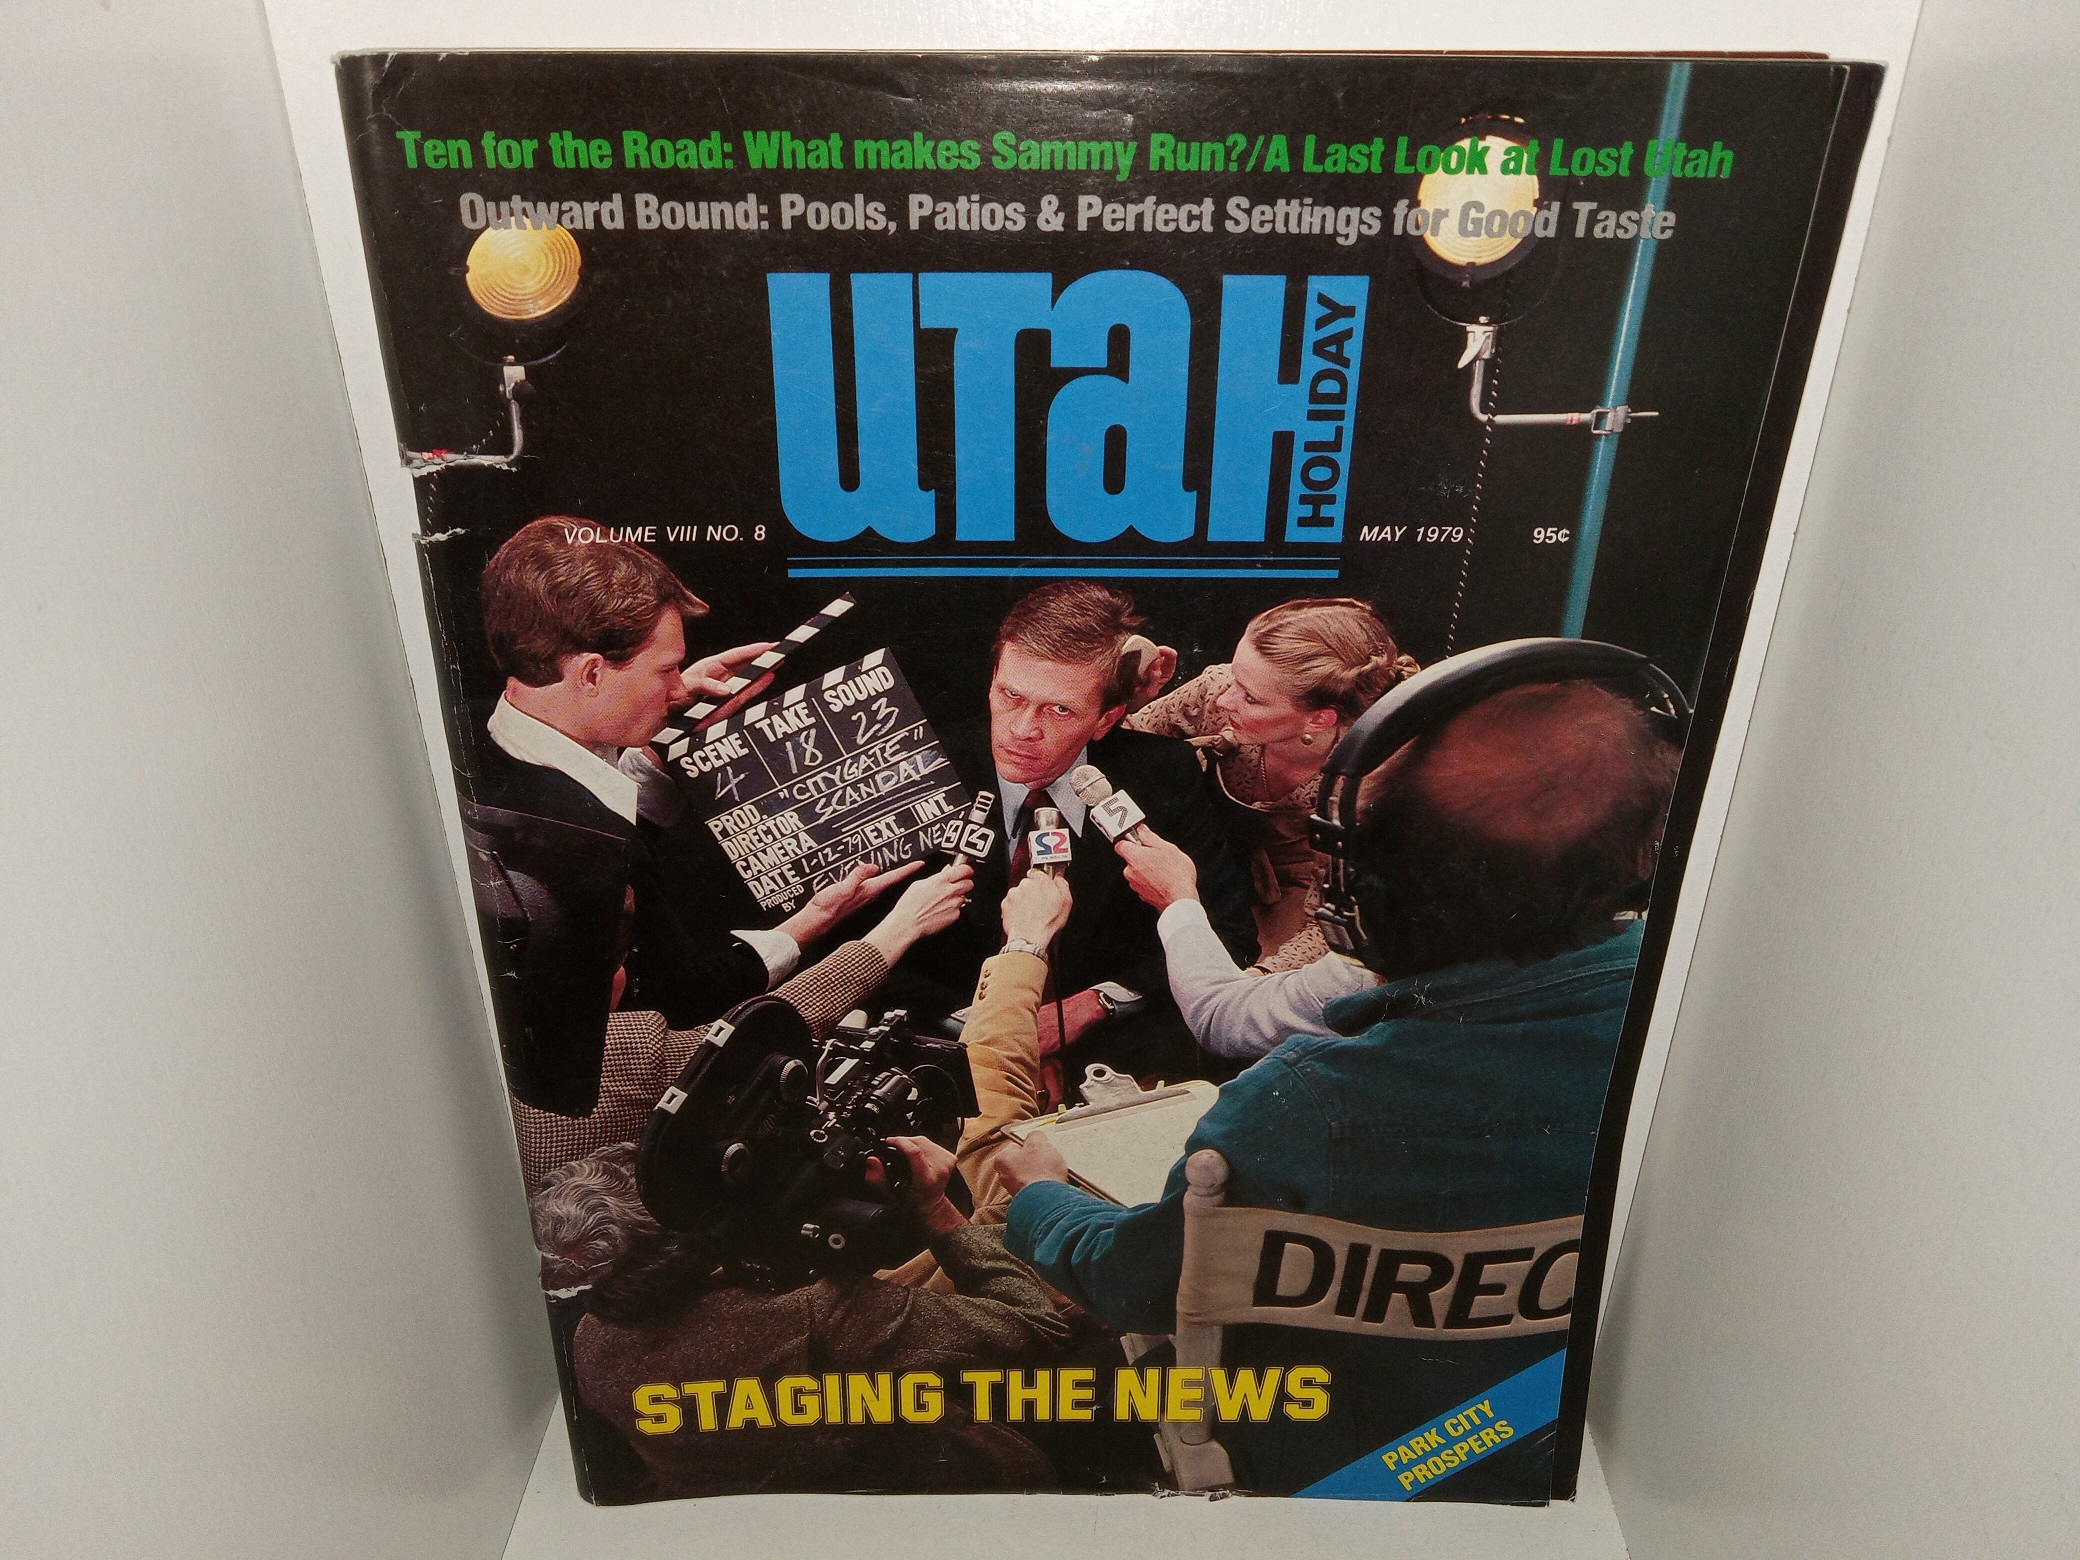 Ten for the Road: What makes Sammy Run?/A Last Look at Lost Utah
Outward Bound: Pools, Patios & Perfect Settings for Good Taste
UTaH
HOLIDAY
VOLUME VIII NO. 8
MAY 1979
95¢
SCENE TAKE SOUND
4 18 23
PROD. "CITYGATE"
DIRECTOR SCANDAL
CAMERA EXT. INT.
DATE 1-12-79
PRODUCED BY EVENING
5
2
DIREC
STAGING THE NEWS
PARK CITY
PROSPERS